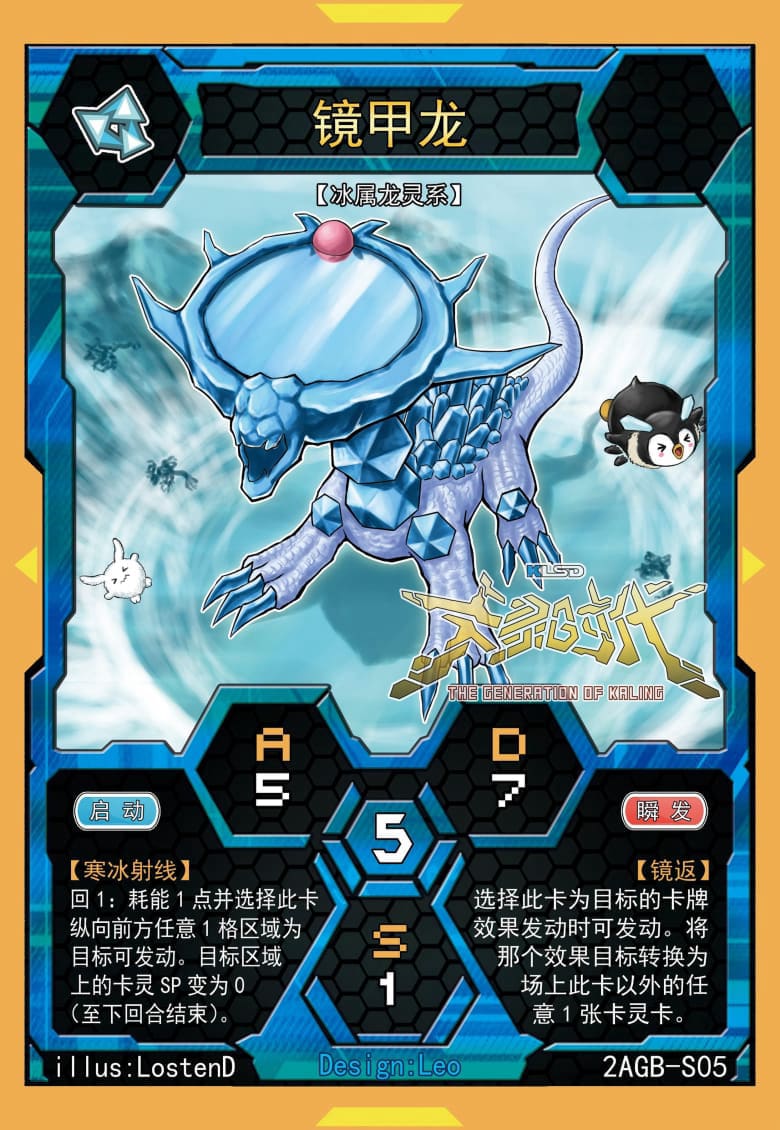 镜甲龙
【冰属龙灵系】
KLSD
卡灵时代
THE GENERATION OF KALING
A
5
D
7
5
S
1
启动
【寒冰射线】
回1：耗能1点并选择此卡
纵向前方任意1格区域为
目标可发动。目标区域
上的卡灵SP变为0
（至下回合结束）。
瞬发
【镜返】
选择此卡为目标的卡牌
效果发动时可发动。将
那个效果目标转换为
场上此卡以外的任
意1张卡灵卡。
illus:LostenD
Design:Leo
2AGB-S05